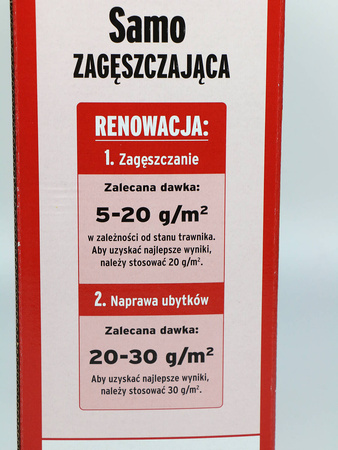 Samo
ZAGĘSZCZAJĄCA
RENOWACJA:
1. Zagęszczanie
Zalecana dawka:
5-20 g/m²
w zależności od stanu trawnika.
Aby uzyskać najlepsze wyniki,
należy stosować 20 g/m².
2. Naprawa ubytków
Zalecana dawka:
20-30 g/m²
Aby uzyskać najlepsze wyniki,
należy stosować 30 g/m².